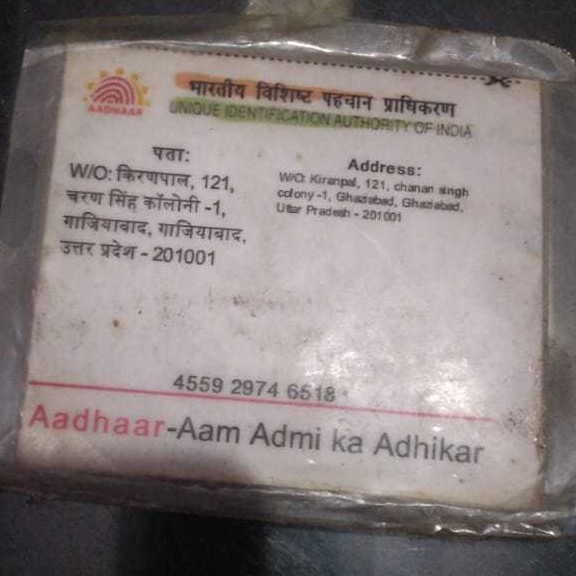 AADHAAR
भारतीय विशिष्ट पहचान प्राधिकरण
UNIQUE IDENTIFICATION AUTHORITY OF INDIA
पता:
W/O: किरणपाल, 121,
चरण सिंह कॉलोनी -1,
गाजियाबाद, गाजियाबाद,
उत्तर प्रदेश - 201001
Address:
W/O: Kiranpal, 121, chanan singh
colony -1, Ghaziabad, Ghaziabad,
Uttar Pradesh - 201001
4559 2974 6518
Aadhaar-Aam Admi ka Adhikar